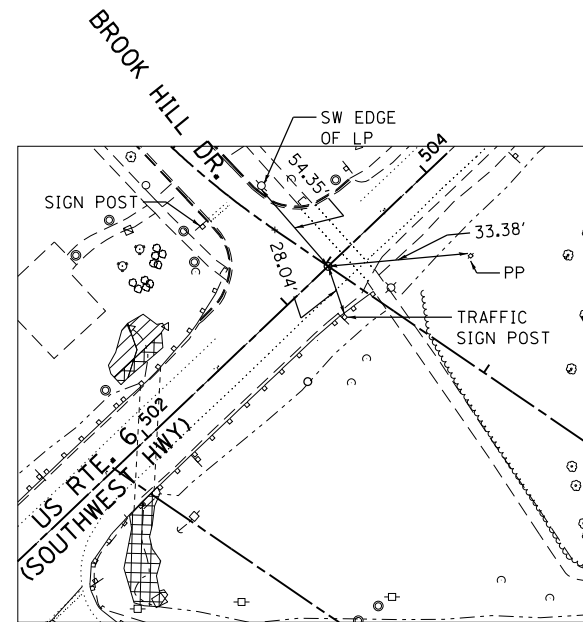 BROOK HILL DR.
SW EDGE
OF LP
54.35'
504
SIGN POST
33.38'
28.04'
PP
TRAFFIC
SIGN POST
502
US RTE. 6
(SOUTHWEST HWY)